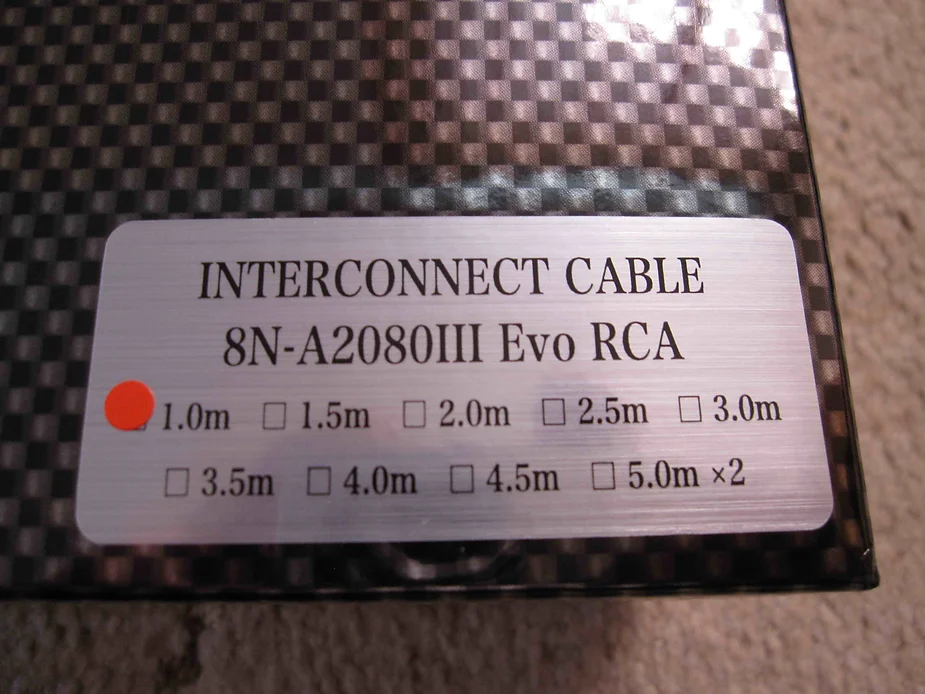 INTERCONNECT CABLE
8N-A2080III Evo RCA
1.0m □ 1.5m □ 2.0m □ 2.5m □ 3.0m
□ 3.5m □ 4.0m □ 4.5m □ 5.0m ×2